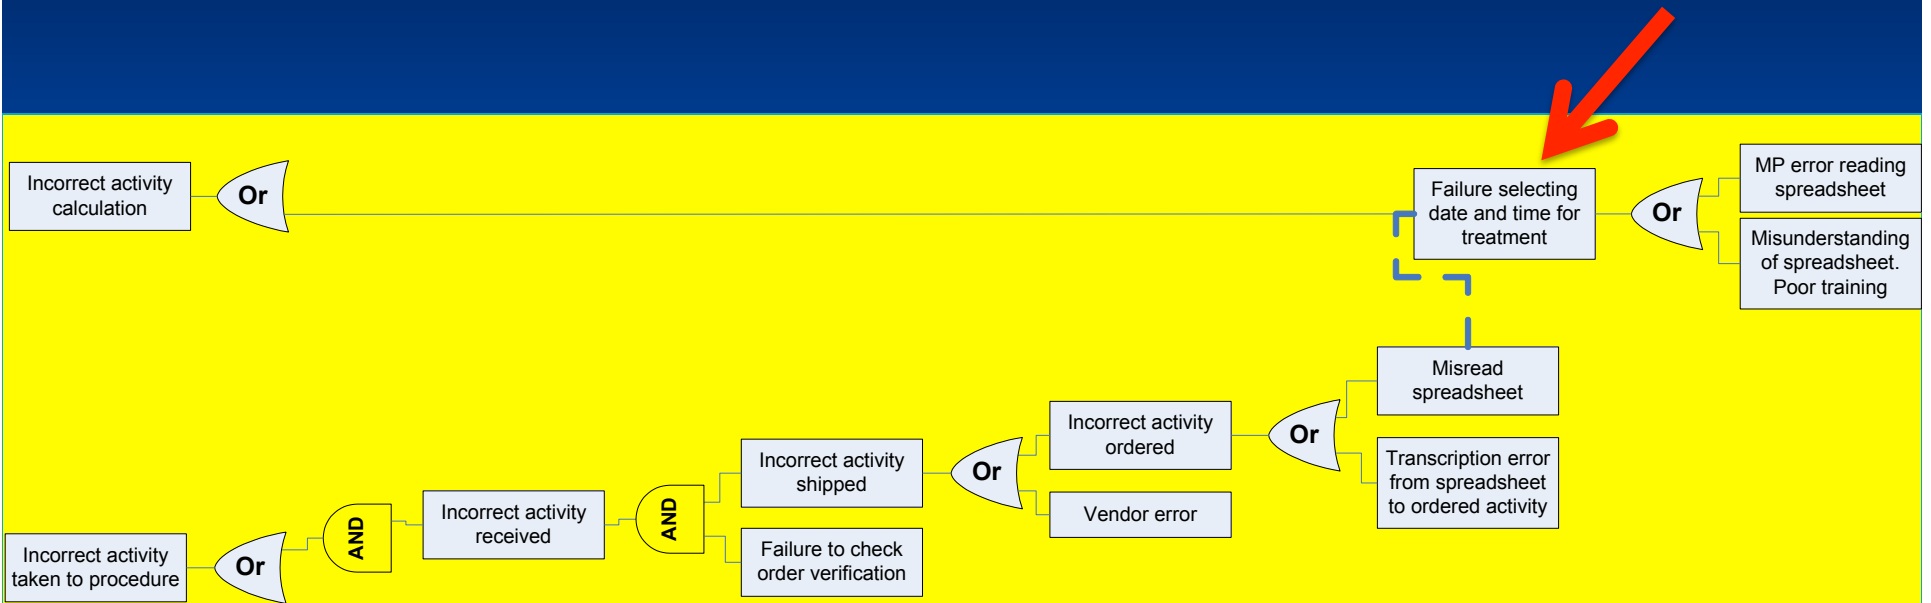 Incorrect activity
calculation
Or
Failure selecting
date and time for
treatment
Or
MP error reading
spreadsheet
Misunderstanding
of spreadsheet.
Poor training
Misread
spreadsheet
Incorrect activity
ordered
Or
Transcription error
from spreadsheet
to ordered activity
Incorrect activity
shipped
Or
Vendor error
Incorrect activity
received
AND
Failure to check
order verification
Incorrect activity
taken to procedure
Or
AND